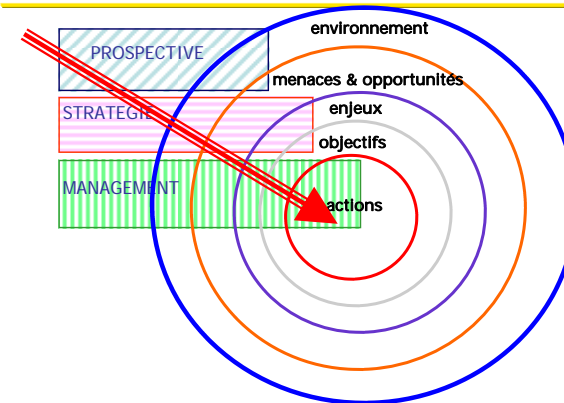 environnement
PROSPECTIVE
menaces & opportunités
enjeux
STRATEGIE
objectifs
MANAGEMENT
actions